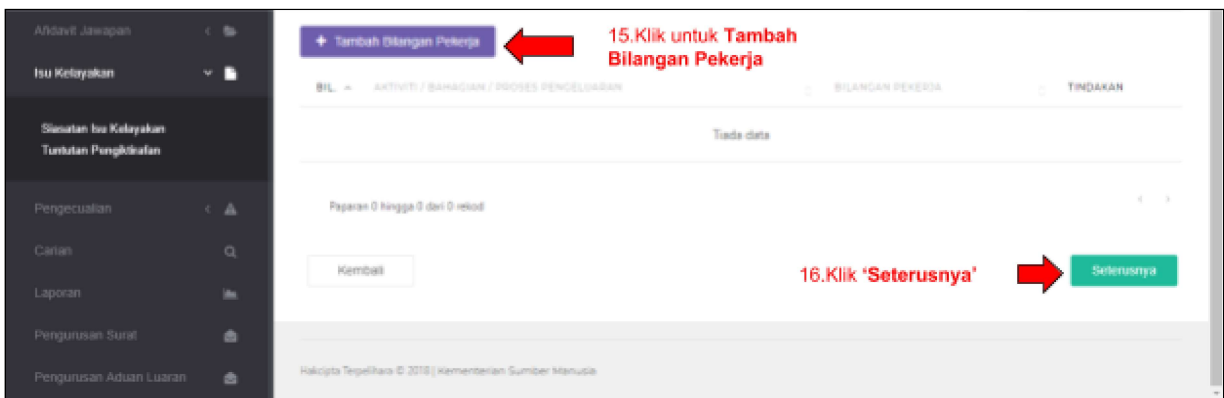 Afidavit Jawapan
Isu Kelayakan
Siasatan Isu Kelayakan
Tuntutan Pengiktirafan
Pengecualian
Carian
Laporan
Pengurusan Surat
Pengurusan Aduan Luaran
+ Tambah Bilangan Pekerja
15.Klik untuk Tambah
Bilangan Pekerja
BIL. AKTIVITI / BAHAGIAN / PROSES PENGELUARAN BILANGAN PEKERJA TINDAKAN
Tiada data
Paparan 0 hingga 0 dari 0 rekod
Kembali
16.Klik ‘Seterusnya’
Seterusnya
Hakcipta Terpelihara © 2018 | Kementerian Sumber Manusia